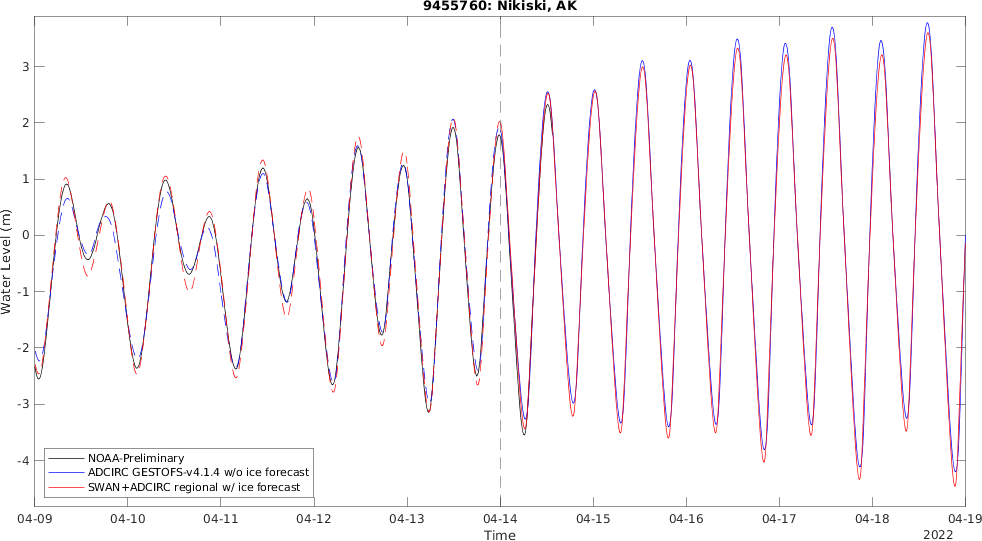 9455760: Nikiski, AK
Water Level (m)
3
2
1
0
-1
-2
-3
-4
NOAA-Preliminary
ADCIRC GESTOFS-v4.1.4 w/o ice forecast
SWAN+ADCIRC regional w/ ice forecast
04-09 04-10 04-11 04-12 04-13 04-14 04-15 04-16 04-17 04-18 04-19
Time
2022